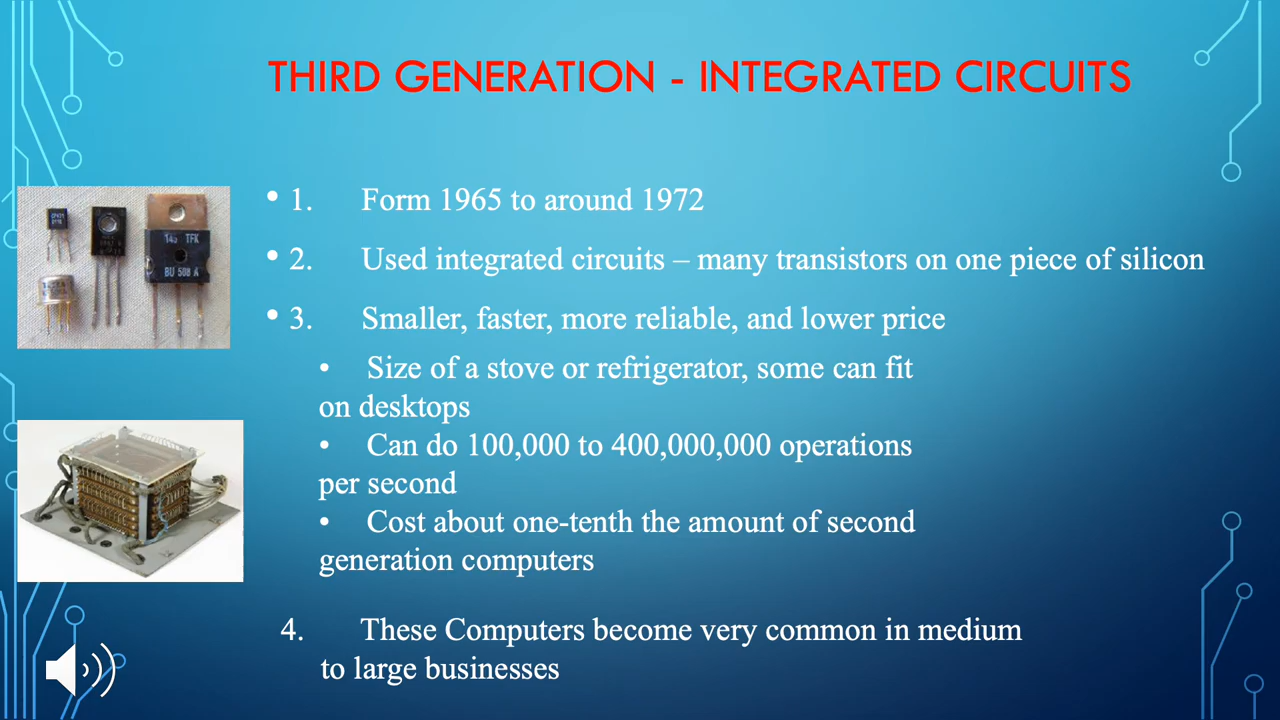 THIRD GENERATION - INTEGRATED CIRCUITS
• 1. Form 1965 to around 1972
• 2. Used integrated circuits – many transistors on one piece of silicon
• 3. Smaller, faster, more reliable, and lower price
• Size of a stove or refrigerator, some can fit
on desktops
• Can do 100,000 to 400,000,000 operations
per second
• Cost about one-tenth the amount of second
generation computers
4. These Computers become very common in medium
to large businesses
TFK
BU 508 A